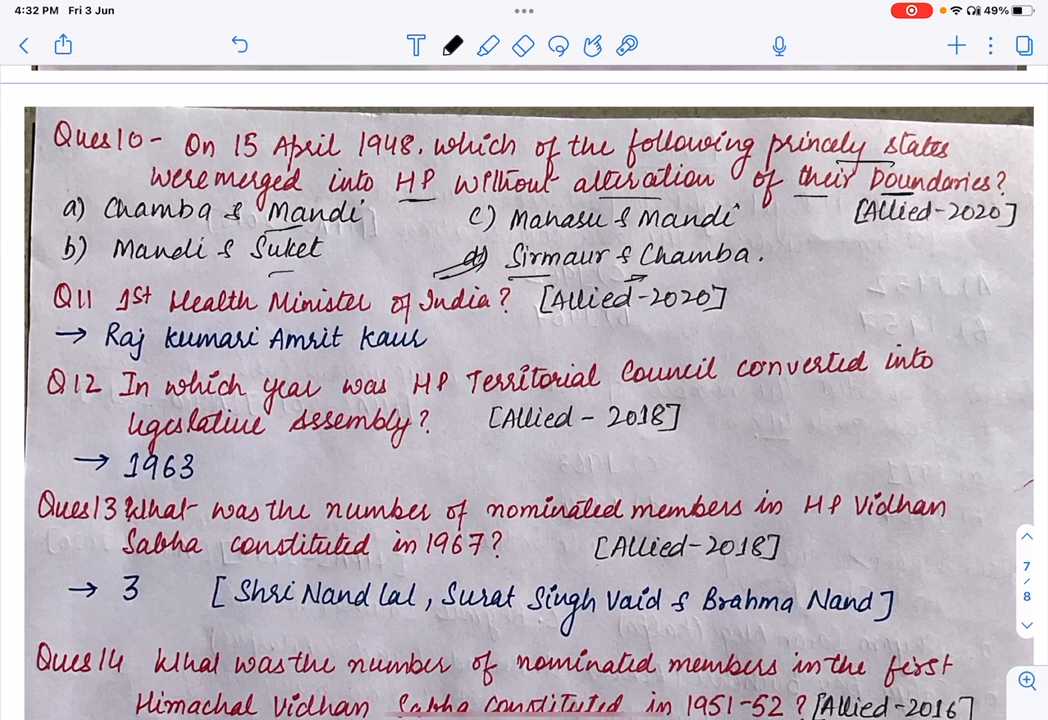 4:32 PM Fri 3 Jun
49%
Ques10- On 15 April 1948. which of the following princely states
were merged into HP without alteration of their boundaries?
a) Chamba & Mandi c) Mahasu & Mandi [Allied-2020]
b) Mandi & Suket d) Sirmaur & Chamba.
Q11 1st Health Minister of India? [Allied-2020]
→ Raj Kumari Amrit Kaur
Q12 In which year was HP Territorial Council converted into
legislative Assembly? [Allied - 2018]
→ 1963
Ques13 What was the number of nominated members in HP Vidhan
Sabha constituted in 1967? [Allied-2018]
→ 3 [Shri Nand lal, Surat Singh Vaid & Brahma Nand]
Ques14 What was the number of nominated members in the first
Himachal Vidhan Sabha constituted in 1951-52? [Allied-2016]
7
/
8